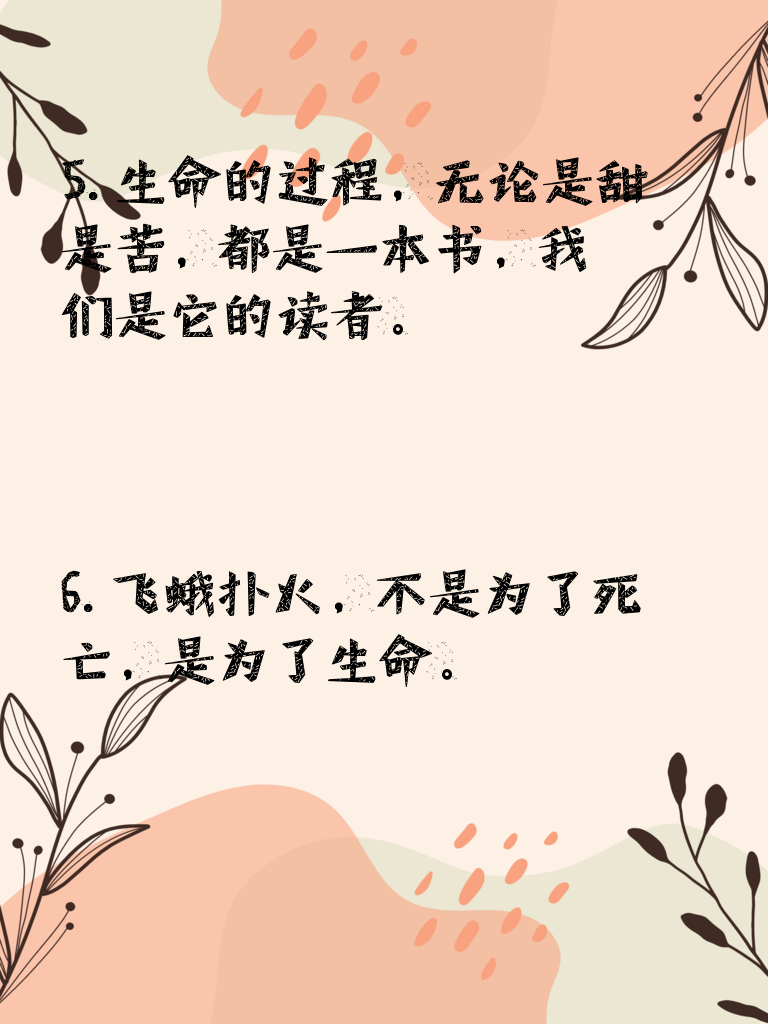 5. 生命的过程，无论是甜
是苦，都是一本书，我
们是它的读者。
6. 飞蛾扑火，不是为了死
亡，是为了生命。